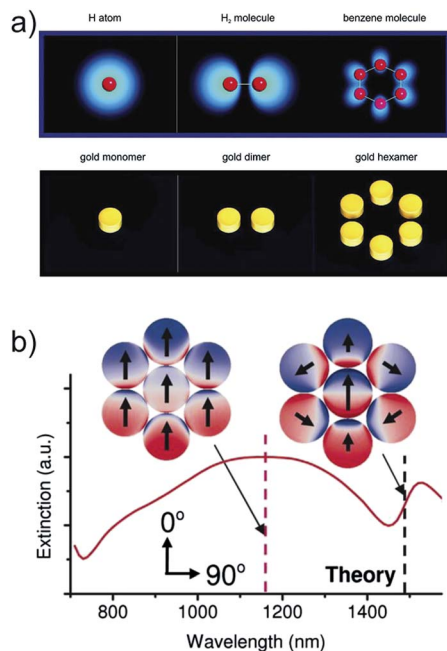 a)
H atom
H₂ molecule
benzene molecule
gold monomer
gold dimer
gold hexamer
b)
Extinction (a.u.)
0°
90°
Theory
800
1000
1200
1400
Wavelength (nm)